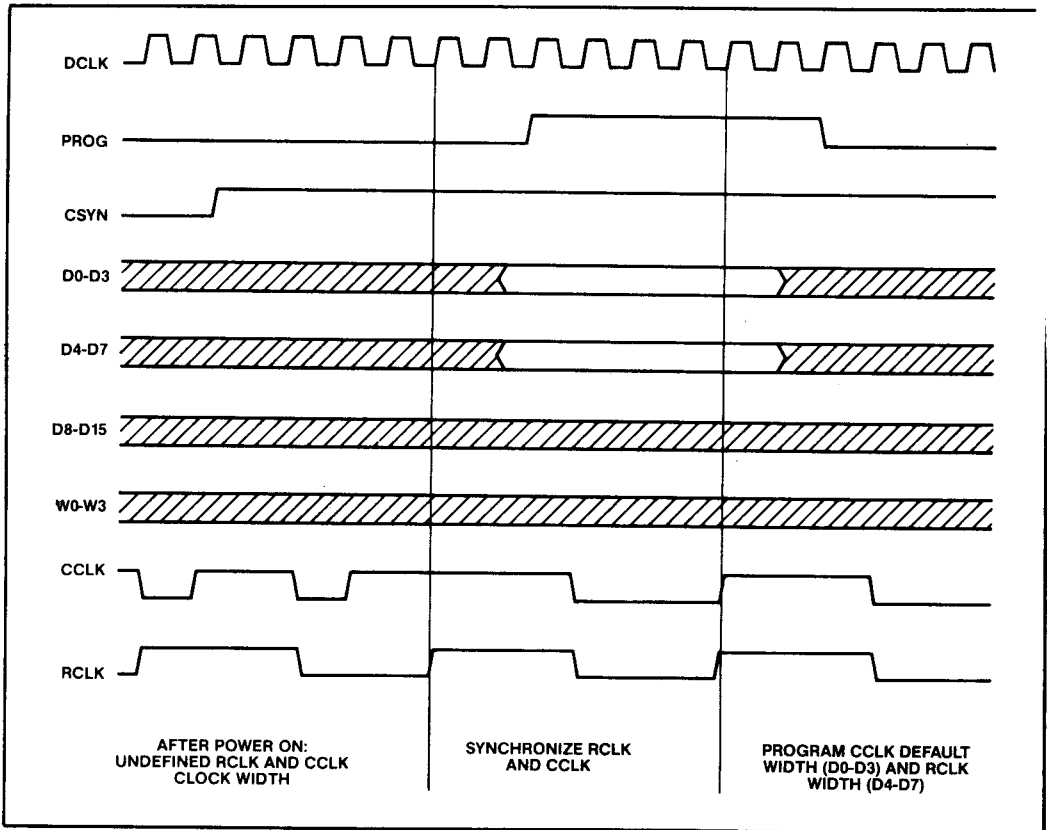 DCLK
PROG
CSYN
D0-D3
D4-D7
D8-D15
W0-W3
CCLK
RCLK
AFTER POWER ON:
UNDEFINED RCLK AND CCLK
CLOCK WIDTH
SYNCHRONIZE RCLK
AND CCLK
PROGRAM CCLK DEFAULT
WIDTH (D0-D3) AND RCLK
WIDTH (D4-D7)